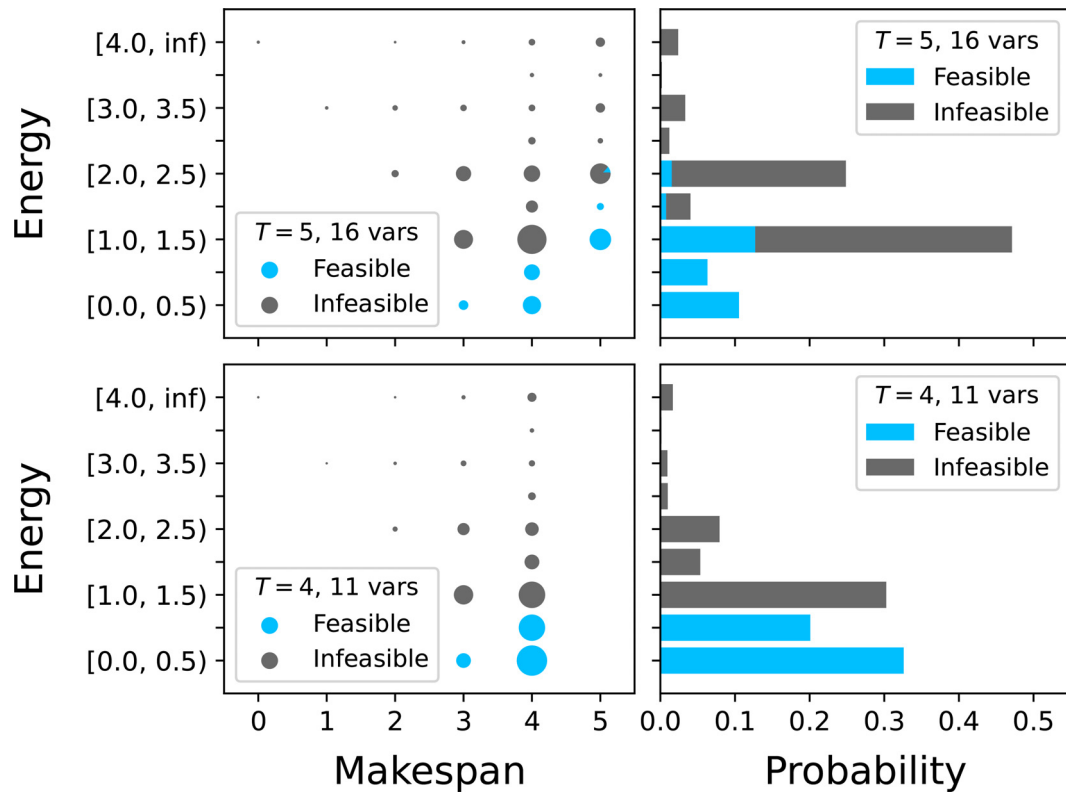 Energy
[4.0, inf)
[3.0, 3.5)
[2.0, 2.5)
[1.0, 1.5)
[0.0, 0.5)
T = 5, 16 vars
Feasible
Infeasible
T = 5, 16 vars
Feasible
Infeasible
Energy
[4.0, inf)
[3.0, 3.5)
[2.0, 2.5)
[1.0, 1.5)
[0.0, 0.5)
T = 4, 11 vars
Feasible
Infeasible
0 1 2 3 4 5
Makespan
T = 4, 11 vars
Feasible
Infeasible
0.0 0.1 0.2 0.3 0.4 0.5
Probability